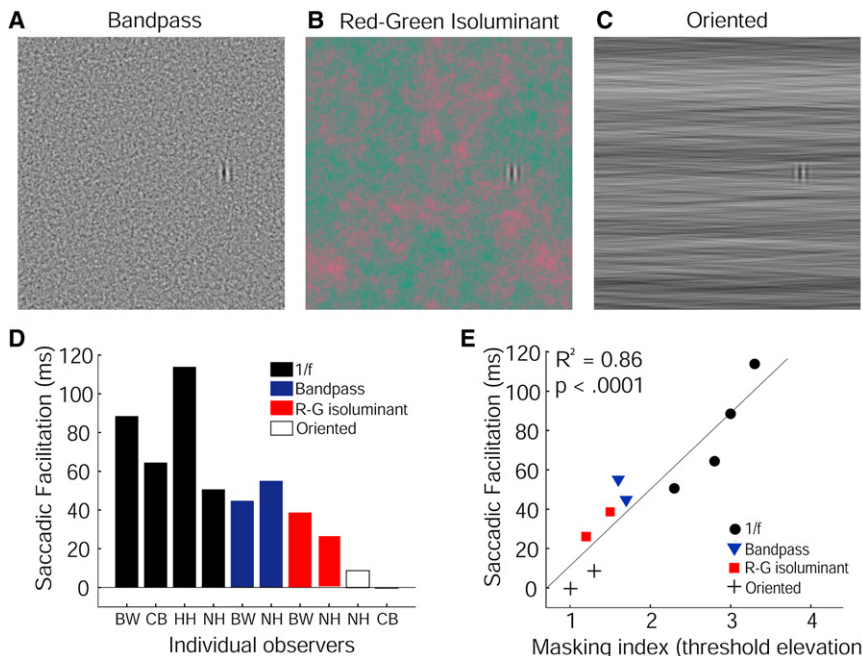 A Bandpass
B Red-Green Isoluminant
C Oriented
D
Saccadic Facilitation (ms)
120
100
80
60
40
20
0
1/f
Bandpass
R-G isoluminant
Oriented
BW CB HH NH BW NH BW NH NH CB
Individual observers
E
Saccadic Facilitation (ms)
120
100
80
60
40
20
0
R² = 0.86
p < .0001
1/f
Bandpass
R-G isoluminant
Oriented
1 2 3 4
Masking index (threshold elevation